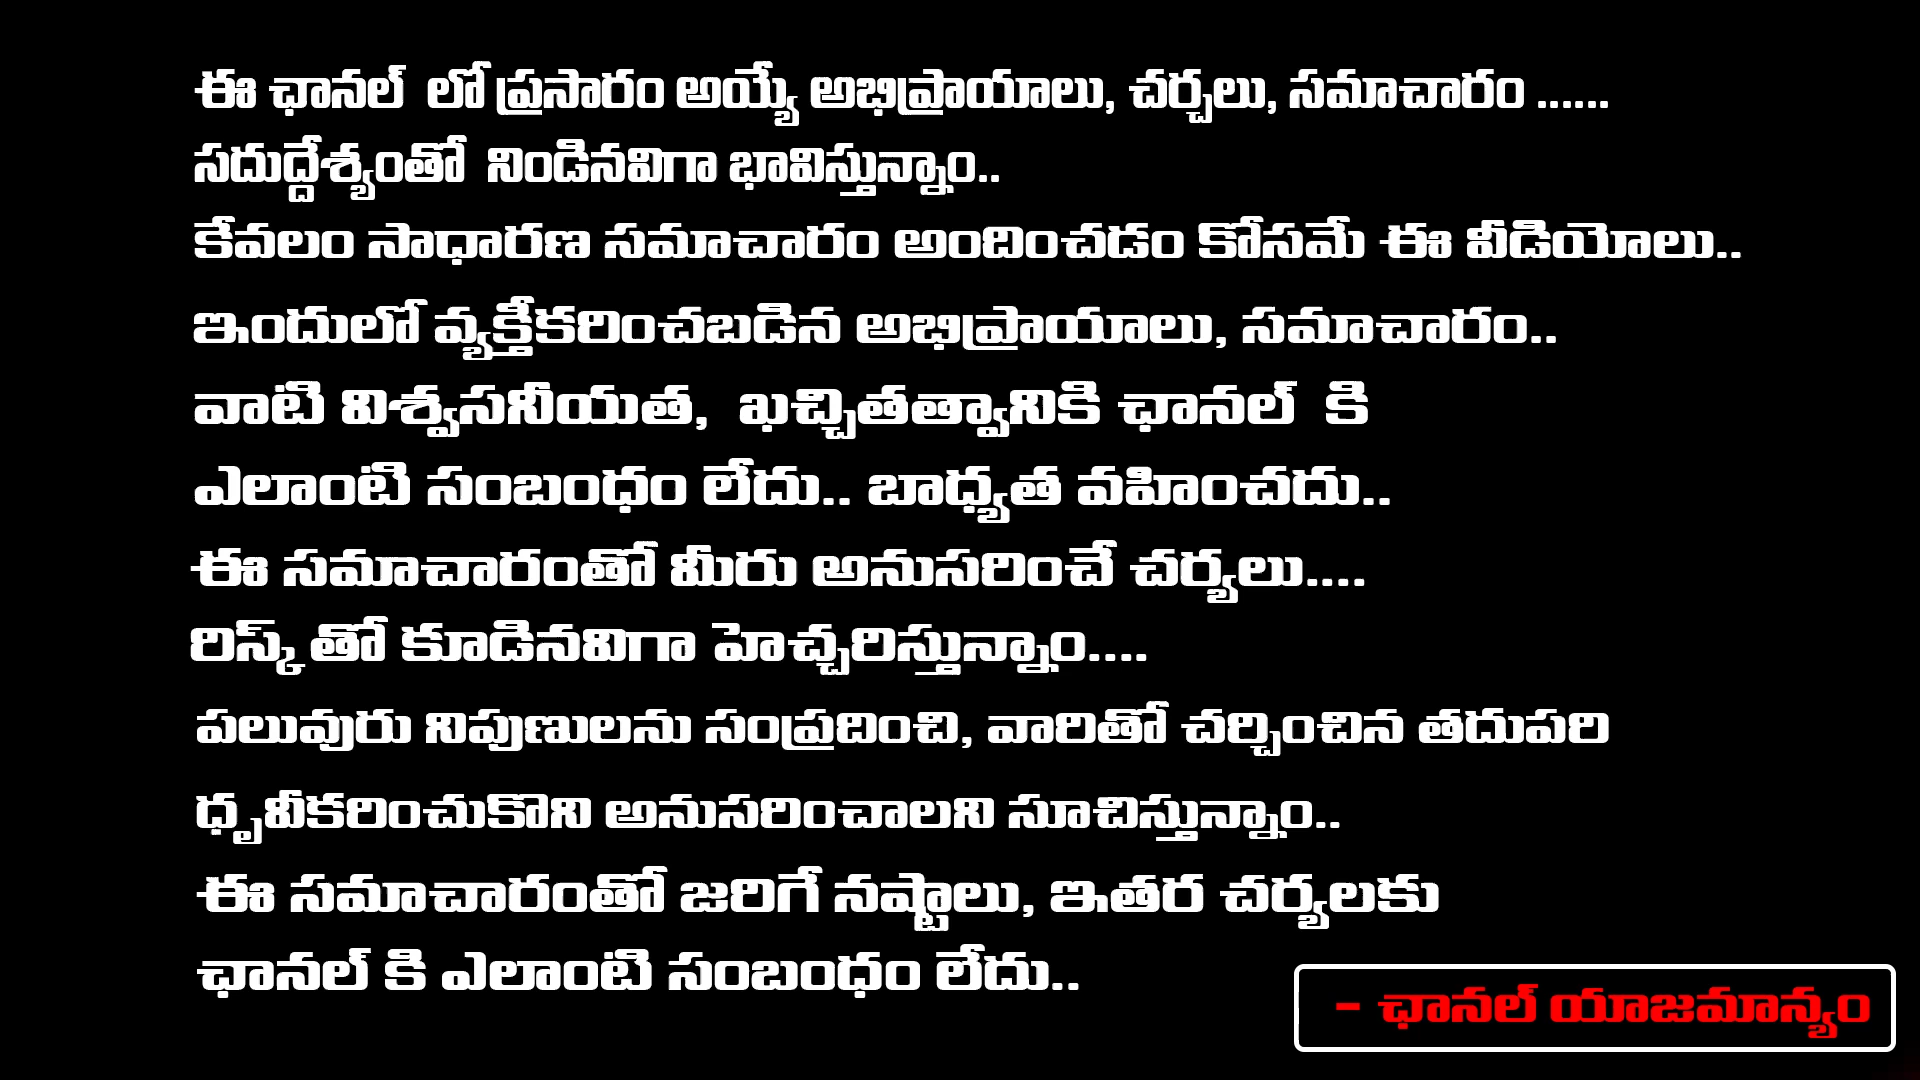 ఈ ఛానల్ లో ప్రసారం అయ్యే అభిప్రాయాలు, చర్చలు, సమాచారం ......
సదుద్దేశ్యంతో నిండినవిగా భావిస్తున్నాం..
కేవలం సాధారణ సమాచారం అందించడం కోసమే ఈ వీడియోలు..
ఇందులో వ్యక్తీకరించబడిన అభిప్రాయాలు, సమాచారం..
వాటి విశ్వసనీయత, ఖచ్చితత్వానికి ఛానల్ కి
ఎలాంటి సంబంధం లేదు.. బాధ్యత వహించదు..
ఈ సమాచారంతో మీరు అనుసరించే చర్యలు....
రిస్క్ తో కూడినవిగా హెచ్చరిస్తున్నాం....
పలువురు నిపుణులను సంప్రదించి, వారితో చర్చించిన తదుపరి
ధృవీకరించుకొని అనుసరించాలని సూచిస్తున్నాం..
ఈ సమాచారంతో జరిగే నష్టాలు, ఇతర చర్యలకు
ఛానల్ కి ఎలాంటి సంబంధం లేదు..
- ఛానల్ యాజమాన్యం